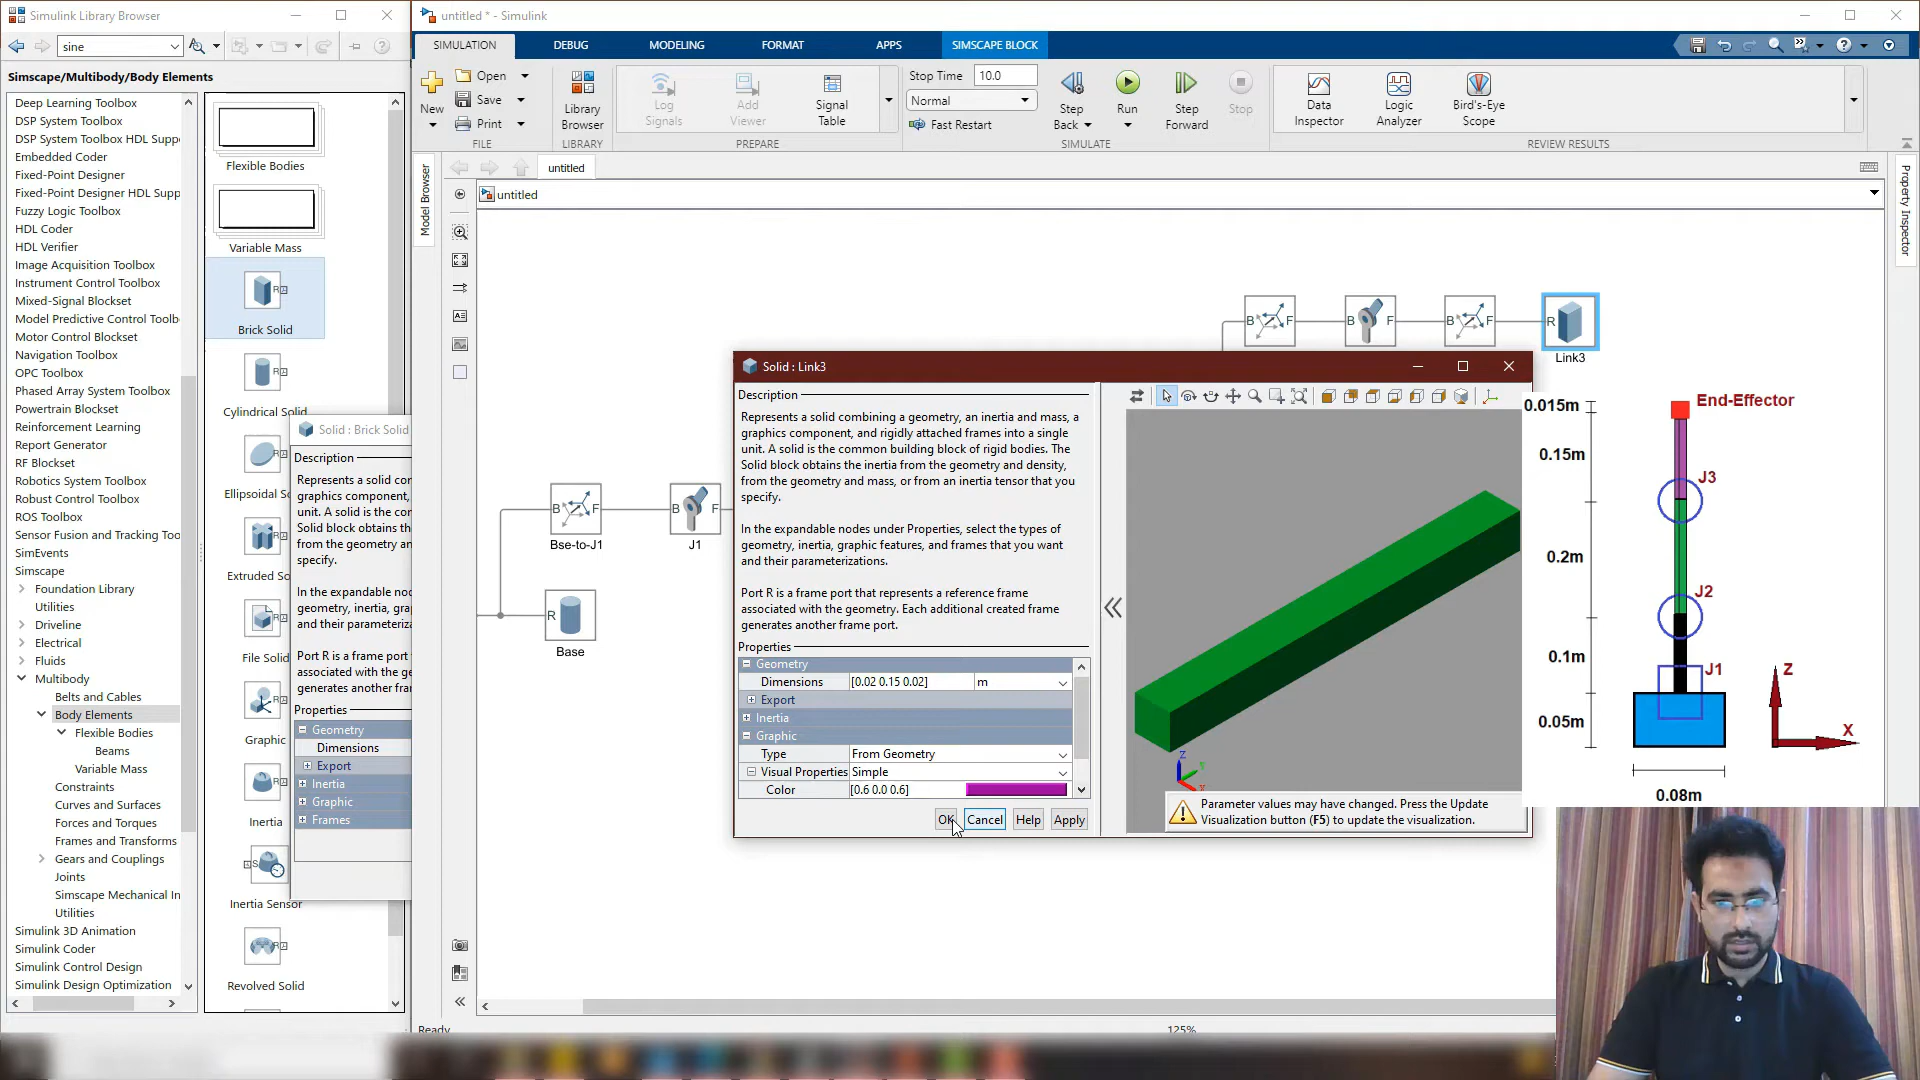 Simulink Library Browser
sine
Simscape/Multibody/Body Elements
Deep Learning Toolbox
DSP System Toolbox
DSP System Toolbox HDL Supp
Embedded Coder
Fixed-Point Designer
Fixed-Point Designer HDL Supp
Fuzzy Logic Toolbox
HDL Coder
HDL Verifier
Image Acquisition Toolbox
Instrument Control Toolbox
Mixed-Signal Blockset
Model Predictive Control Toolb
Motor Control Blockset
Navigation Toolbox
OPC Toolbox
Phased Array System Toolbox
Powertrain Blockset
Reinforcement Learning
Report Generator
RF Blockset
Robotics System Toolbox
Robust Control Toolbox
ROS Toolbox
Sensor Fusion and Tracking Too
SimEvents
Simscape
Foundation Library
Utilities
Driveline
Electrical
Fluids
Multibody
Belts and Cables
Body Elements
Flexible Bodies
Beams
Variable Mass
Constraints
Curves and Surfaces
Forces and Torques
Frames and Transforms
Gears and Couplings
Joints
Simscape Mechanical In
Utilities
Simulink 3D Animation
Simulink Coder
Simulink Control Design
Simulink Design Optimization
Flexible Bodies
Variable Mass
R
Brick Solid
Cylindrical Solid
Ellipsoidal So
Extruded So
File Solid
Graphic
Inertia
Inertia Sensor
Revolved Solid
Solid : Brick Solid
Description
Represents a solid com
graphics component,
unit. A solid is the com
Solid block obtains the
from the geometry an
specify.
In the expandable nod
geometry, inertia, gra
and their parameteriza
Port R is a frame port
associated with the ge
generates another fran
Properties
Geometry
Dimensions
Export
Inertia
Graphic
Frames
untitled * - Simulink
SIMULATION
DEBUG
MODELING
FORMAT
APPS
SIMSCAPE BLOCK
New
Open
Save
Print
FILE
Library
Browser
LIBRARY
Log
Signals
Add
Viewer
Signal
Table
PREPARE
Stop Time 10.0
Normal
Fast Restart
Step
Back
Run
Step
Forward
Stop
SIMULATE
Data
Inspector
Logic
Analyzer
Bird's-Eye
Scope
REVIEW RESULTS
Model Browser
untitled
untitled
Property Inspector
B F
B F
B F
R
Link3
B F
Bse-to-J1
B F
J1
R
Base
Solid : Link3
Description
Represents a solid combining a geometry, an inertia and mass, a
graphics component, and rigidly attached frames into a single
unit. A solid is the common building block of rigid bodies. The
Solid block obtains the inertia from the geometry and density,
from the geometry and mass, or from an inertia tensor that you
specify.
In the expandable nodes under Properties, select the types of
geometry, inertia, graphic features, and frames that you want
and their parameterizations.
Port R is a frame port that represents a reference frame
associated with the geometry. Each additional created frame
generates another frame port.
Properties
Geometry
Dimensions [0.02 0.15 0.02] m
Export
Inertia
Graphic
Type From Geometry
Visual Properties Simple
Color [0.6 0.0 0.6]
OK Cancel Help Apply
Z
Y
X
Parameter values may have changed. Press the Update
Visualization button (F5) to update the visualization.
0.015m
End-Effector
0.15m
J3
0.2m
J2
0.1m
J1
0.05m
Z
X
0.08m
Ready
125%